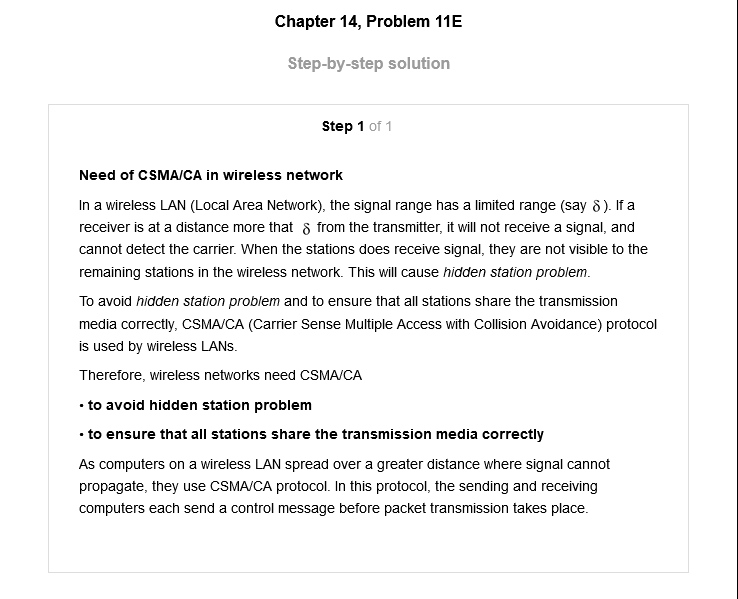 Chapter 14, Problem 11E
Step-by-step solution
Step 1 of 1
Need of CSMA/CA in wireless network
In a wireless LAN (Local Area Network), the signal range has a limited range (say δ). If a
receiver is at a distance more that δ from the transmitter, it will not receive a signal, and
cannot detect the carrier. When the stations does receive signal, they are not visible to the
remaining stations in the wireless network. This will cause hidden station problem.
To avoid hidden station problem and to ensure that all stations share the transmission
media correctly, CSMA/CA (Carrier Sense Multiple Access with Collision Avoidance) protocol
is used by wireless LANs.
Therefore, wireless networks need CSMA/CA
• to avoid hidden station problem
• to ensure that all stations share the transmission media correctly
As computers on a wireless LAN spread over a greater distance where signal cannot
propagate, they use CSMA/CA protocol. In this protocol, the sending and receiving
computers each send a control message before packet transmission takes place.